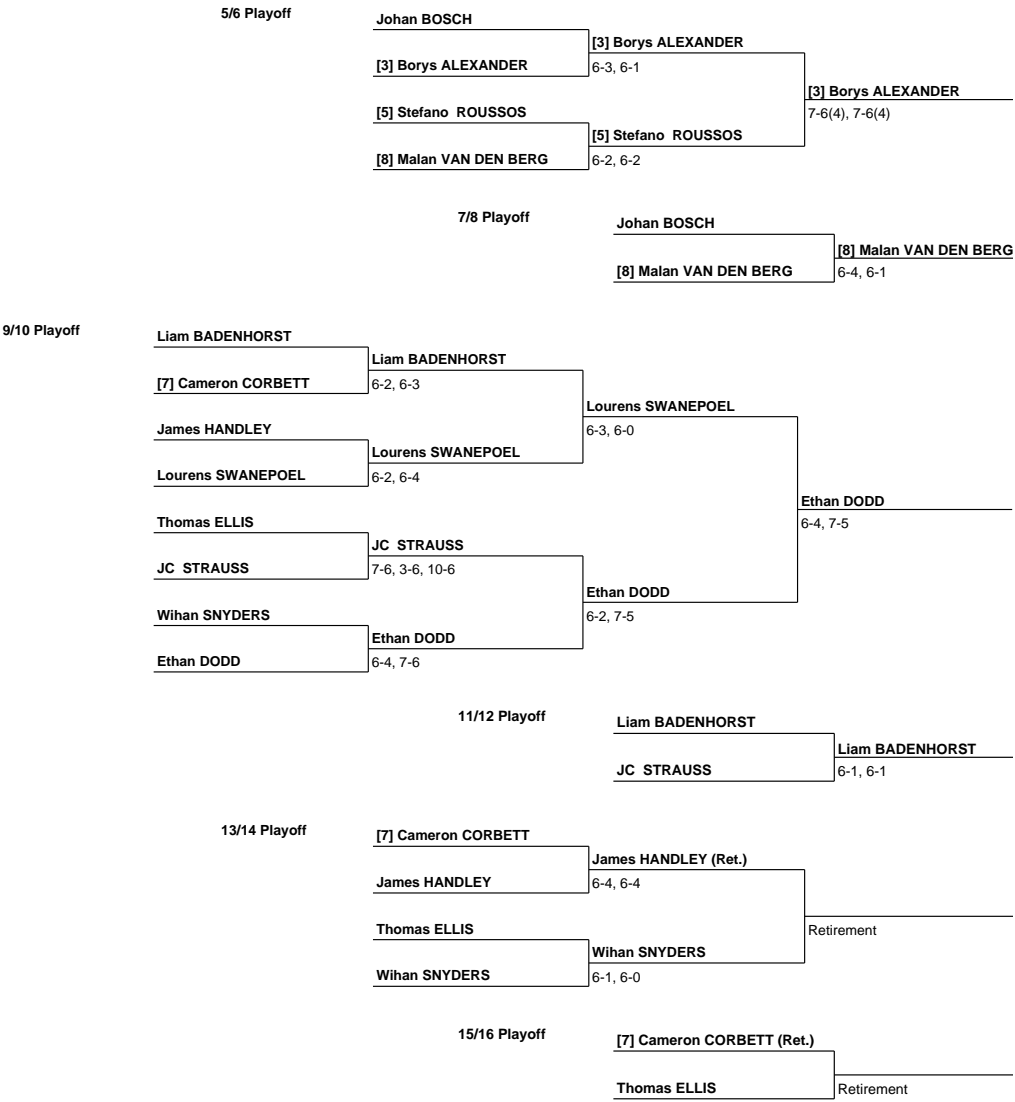 5/6 Playoff
Johan BOSCH
[3] Borys ALEXANDER
[3] Borys ALEXANDER
6-3, 6-1
[3] Borys ALEXANDER
7-6(4), 7-6(4)
[5] Stefano  ROUSSOS
[5] Stefano  ROUSSOS
[8] Malan VAN DEN BERG
6-2, 6-2
7/8 Playoff
Johan BOSCH
[8] Malan VAN DEN BERG
[8] Malan VAN DEN BERG
6-4, 6-1
9/10 Playoff
Liam BADENHORST
Liam BADENHORST
[7] Cameron CORBETT
6-2, 6-3
Lourens SWANEPOEL
6-3, 6-0
James HANDLEY
Lourens SWANEPOEL
Lourens SWANEPOEL
6-2, 6-4
Ethan DODD
6-4, 7-5
Thomas ELLIS
JC  STRAUSS
JC  STRAUSS
7-6, 3-6, 10-6
Ethan DODD
6-2, 7-5
Wihan SNYDERS
Ethan DODD
Ethan DODD
6-4, 7-6
11/12 Playoff
Liam BADENHORST
Liam BADENHORST
JC  STRAUSS
6-1, 6-1
13/14 Playoff
[7] Cameron CORBETT
James HANDLEY (Ret.)
James HANDLEY
6-4, 6-4
Thomas ELLIS
Retirement
Wihan SNYDERS
Wihan SNYDERS
6-1, 6-0
15/16 Playoff
[7] Cameron CORBETT (Ret.)
Thomas ELLIS
Retirement